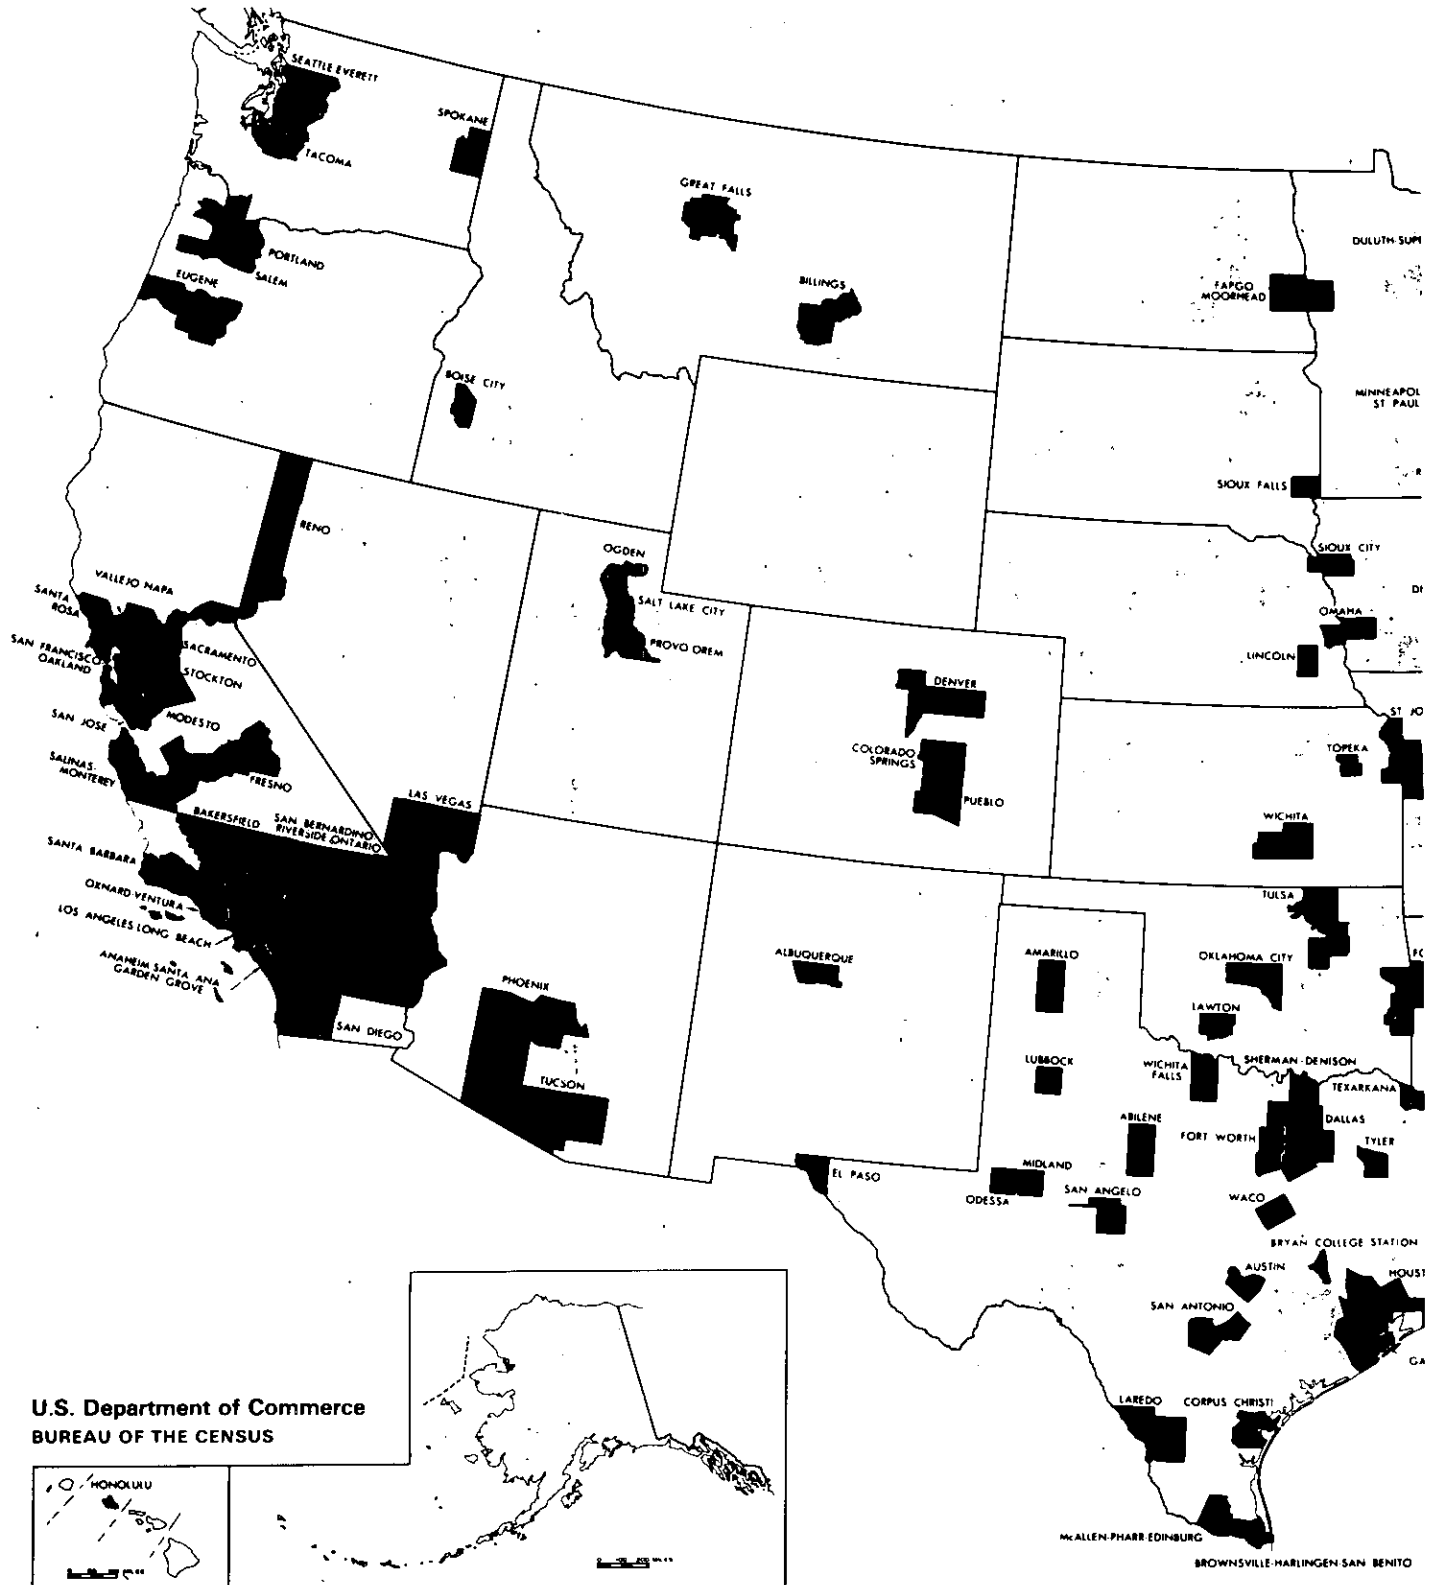 SEATTLE EVERETT
SPOKANE
TACOMA
GREAT FALLS
PORTLAND
SALEM
EUGENE
BILLINGS
DULUTH-SUP
FARGO
MOORHEAD
BOISE CITY
MINNEAPOL
ST PAUL
SIOUX FALLS
R
RENO
OGDEN
SIOUX CITY
VALLEJO NAPA
SANTA
ROSA
SALT LAKE CITY
OMAHA
SAN FRANCISCO
OAKLAND
SACRAMENTO
PROVO OREM
LINCOLN
STOCKTON
DENVER
SAN JOSE
MODESTO
ST JO
COLORADO
SPRINGS
TOPEKA
SALINAS-
MONTEREY
FRESNO
PUEBLO
LAS VEGAS
BAKERSFIELD
SAN BERNARDINO
RIVERSIDE ONTARIO
WICHITA
SANTA BARBARA
OXNARD-VENTURA
TULSA
LOS ANGELES LONG BEACH
ANAHEIM SANTA ANA
GARDEN GROVE
ALBUQUERQUE
AMARILLO
OKLAHOMA CITY
PHOENIX
LAWTON
SAN DIEGO
LUBBOCK
WICHITA
FALLS
SHERMAN-DENISON
TEXARKANA
TUCSON
ABILENE
DALLAS
FORT WORTH
TYLER
EL PASO
MIDLAND
ODESSA
SAN ANGELO
WACO
BRYAN COLLEGE STATION
AUSTIN
HOUST
SAN ANTONIO
GA
LAREDO
CORPUS CHRISTI
U.S. Department of Commerce
BUREAU OF THE CENSUS
HONOLULU
McALLEN-PHARR-EDINBURG
BROWNSVILLE-HARLINGEN-SAN BENITO